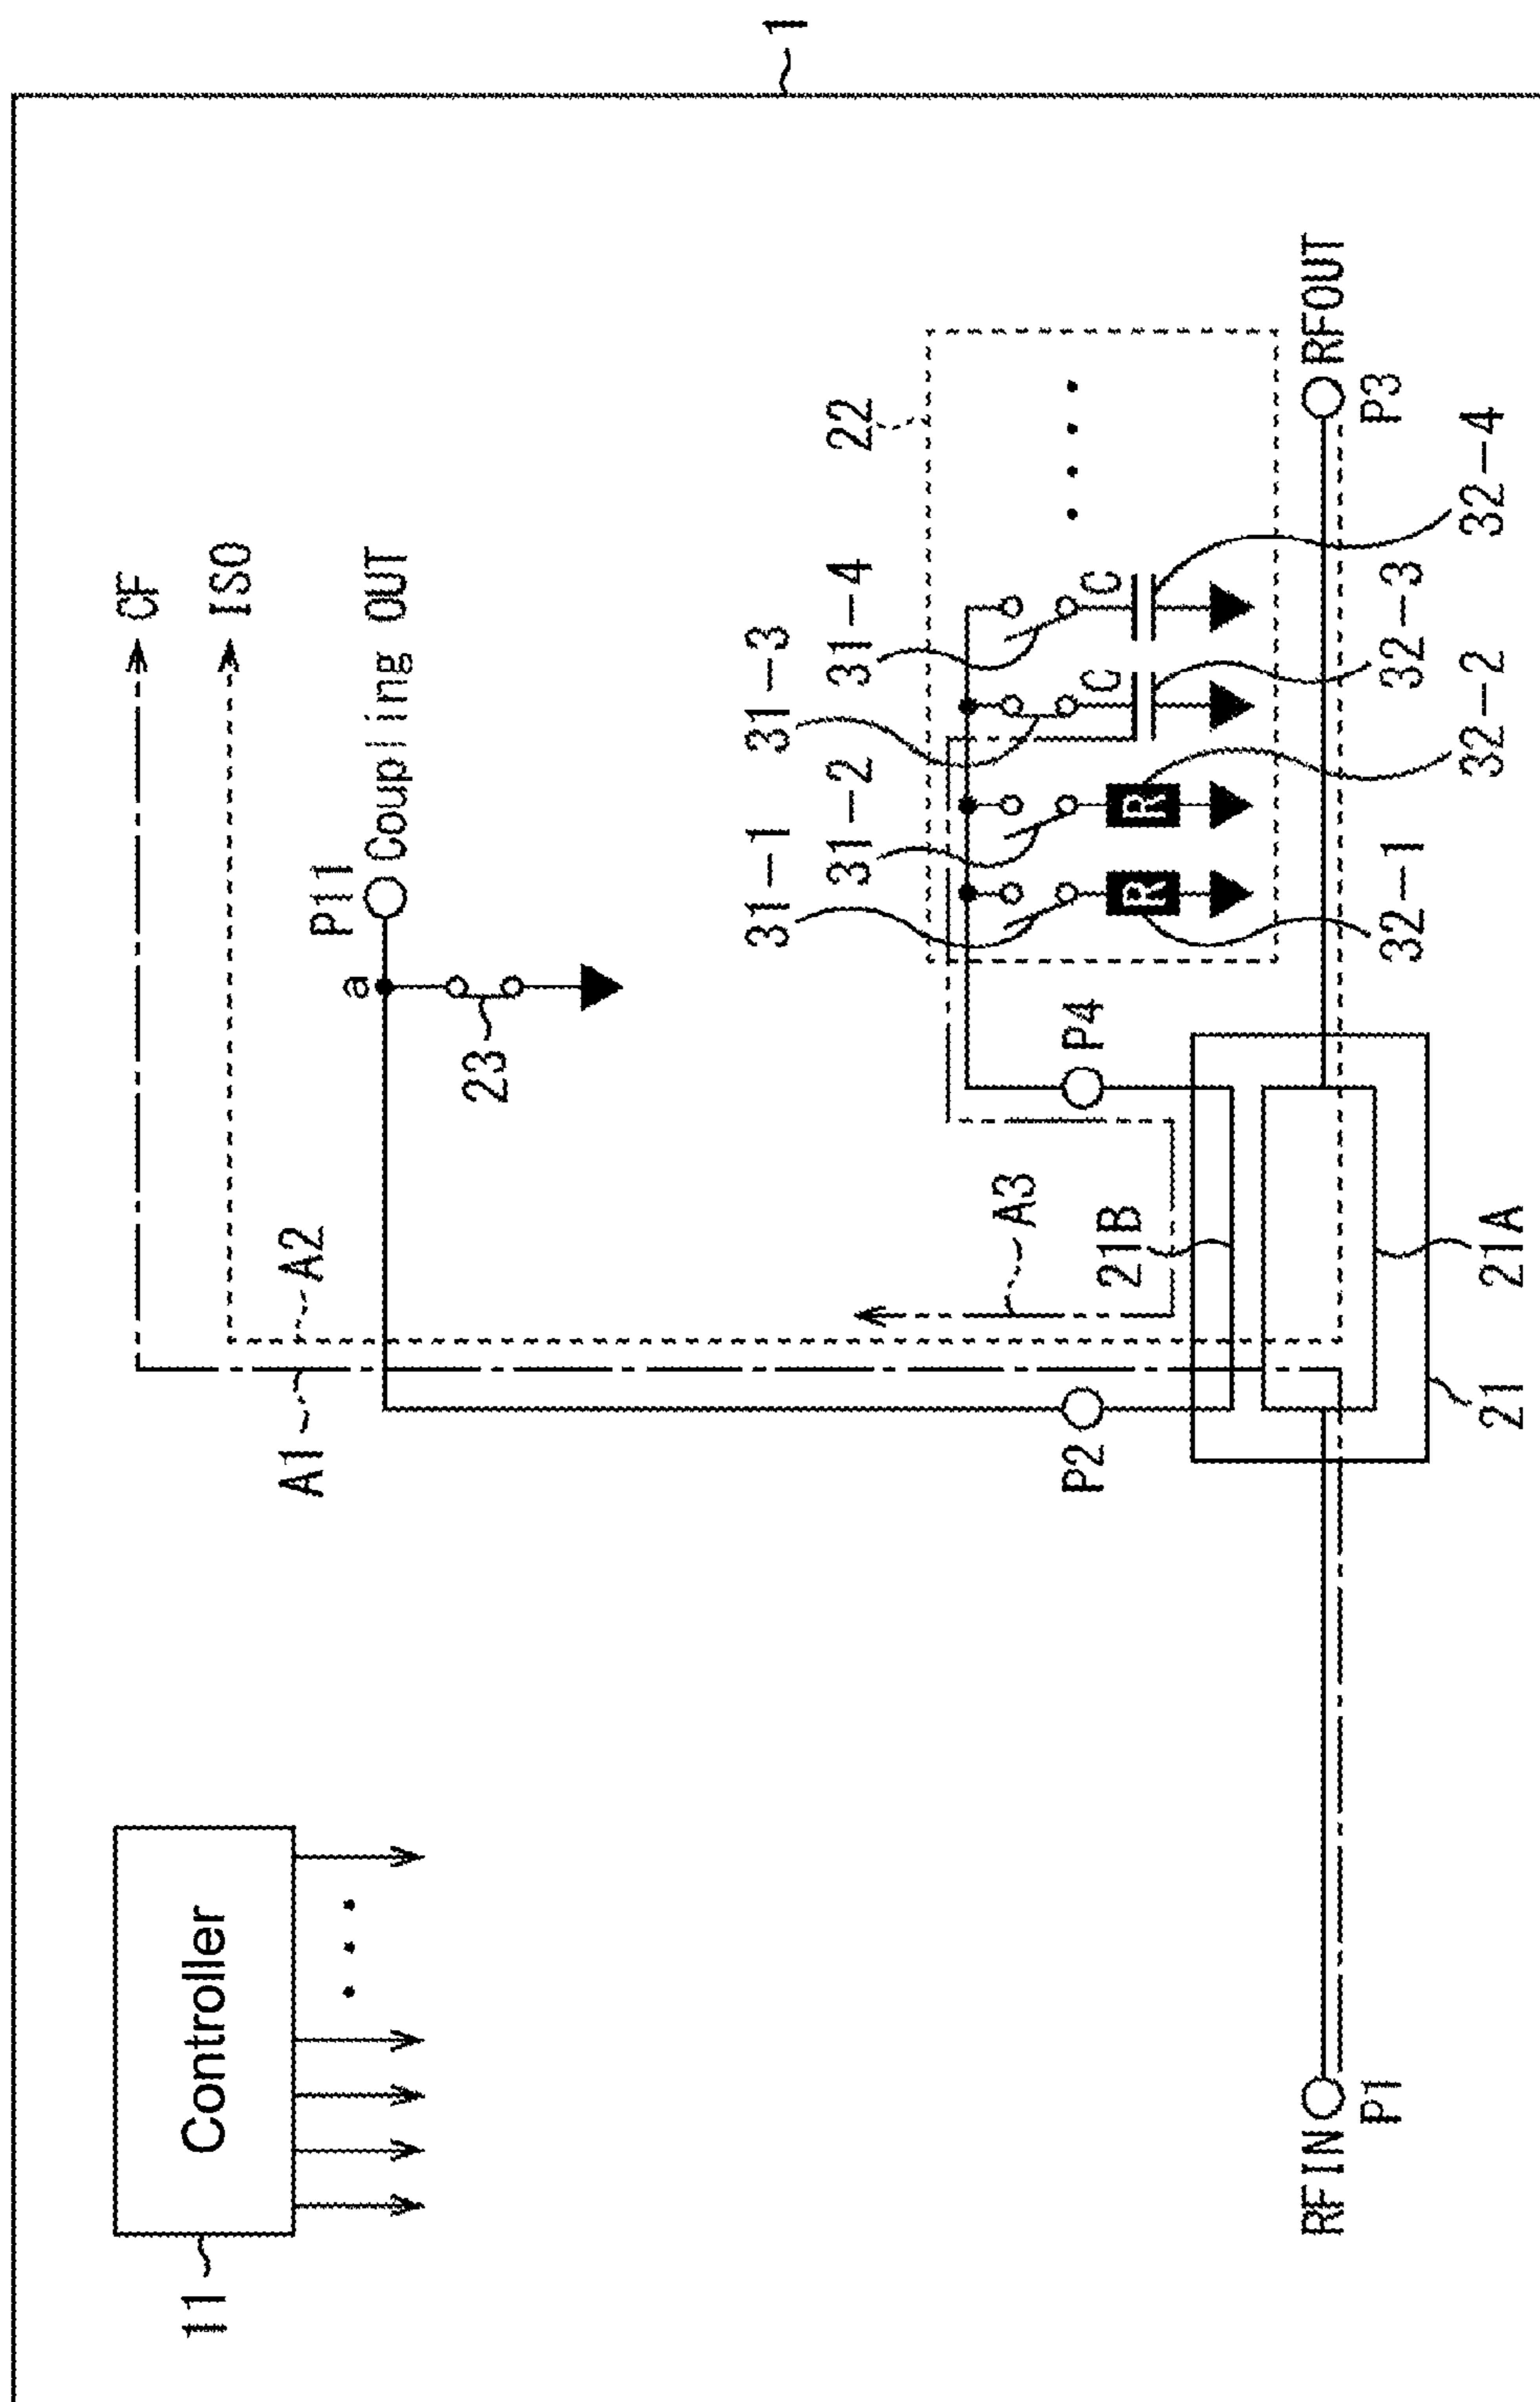 1
11
Controller
CF
ISO
A1
A2
P11
Coupling OUT
a
23
22
31-1
31-2
31-3
31-4
A3
P2
P4
21B
R
R
C
C
32-1
32-2
32-3
32-4
RFIN
P1
21
21A
RFOUT
P3